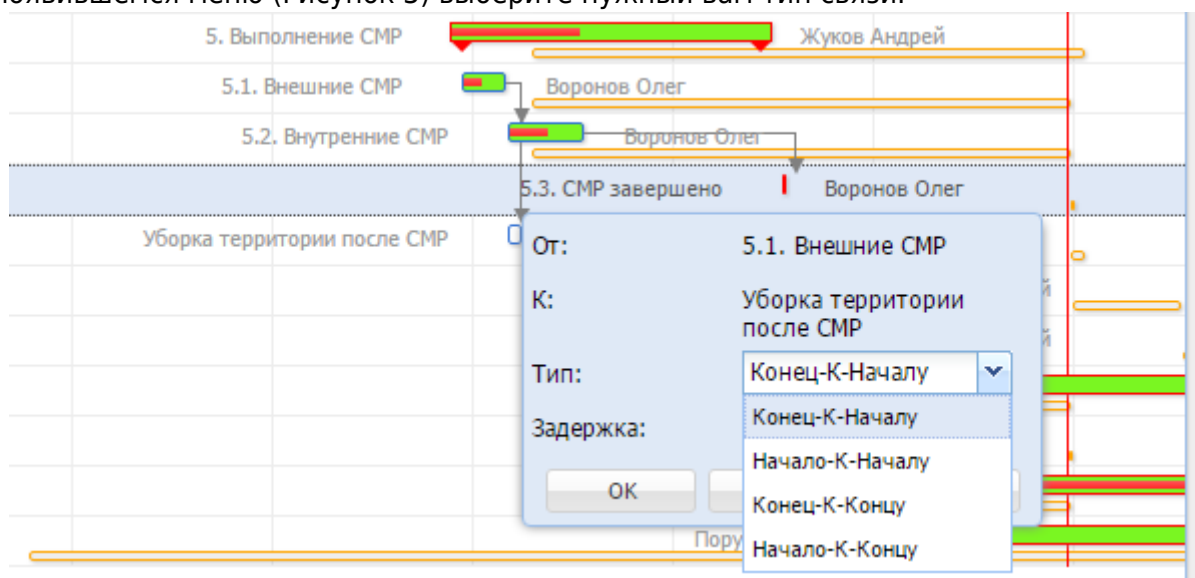 появившемся меню (Рисунок 5) выберите нужный вам тип связи.
5. Выполнение СМР Жуков Андрей
5.1. Внешние СМР Воронов Олег
5.2. Внутренние СМР Воронов Олег
5.3. СМР завершено Воронов Олег
Уборка территории после СМР
От: 5.1. Внешние СМР
К: Уборка территории
после СМР
Тип: Конец-К-Началу
Задержка:
Конец-К-Началу
Начало-К-Началу
Конец-К-Концу
Начало-К-Концу
OK